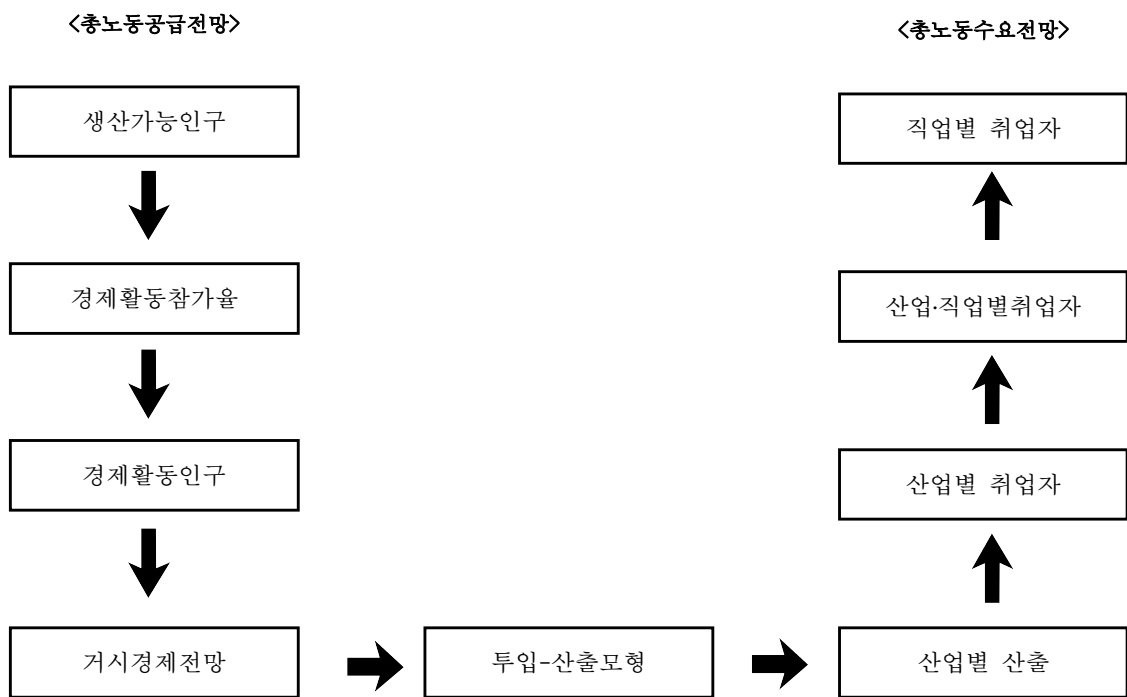 <총노동공급전망>
<총노동수요전망>
생산가능인구
직업별 취업자
경제활동참가율
산업·직업별취업자
경제활동인구
산업별 취업자
거시경제전망
투입-산출모형
산업별 산출